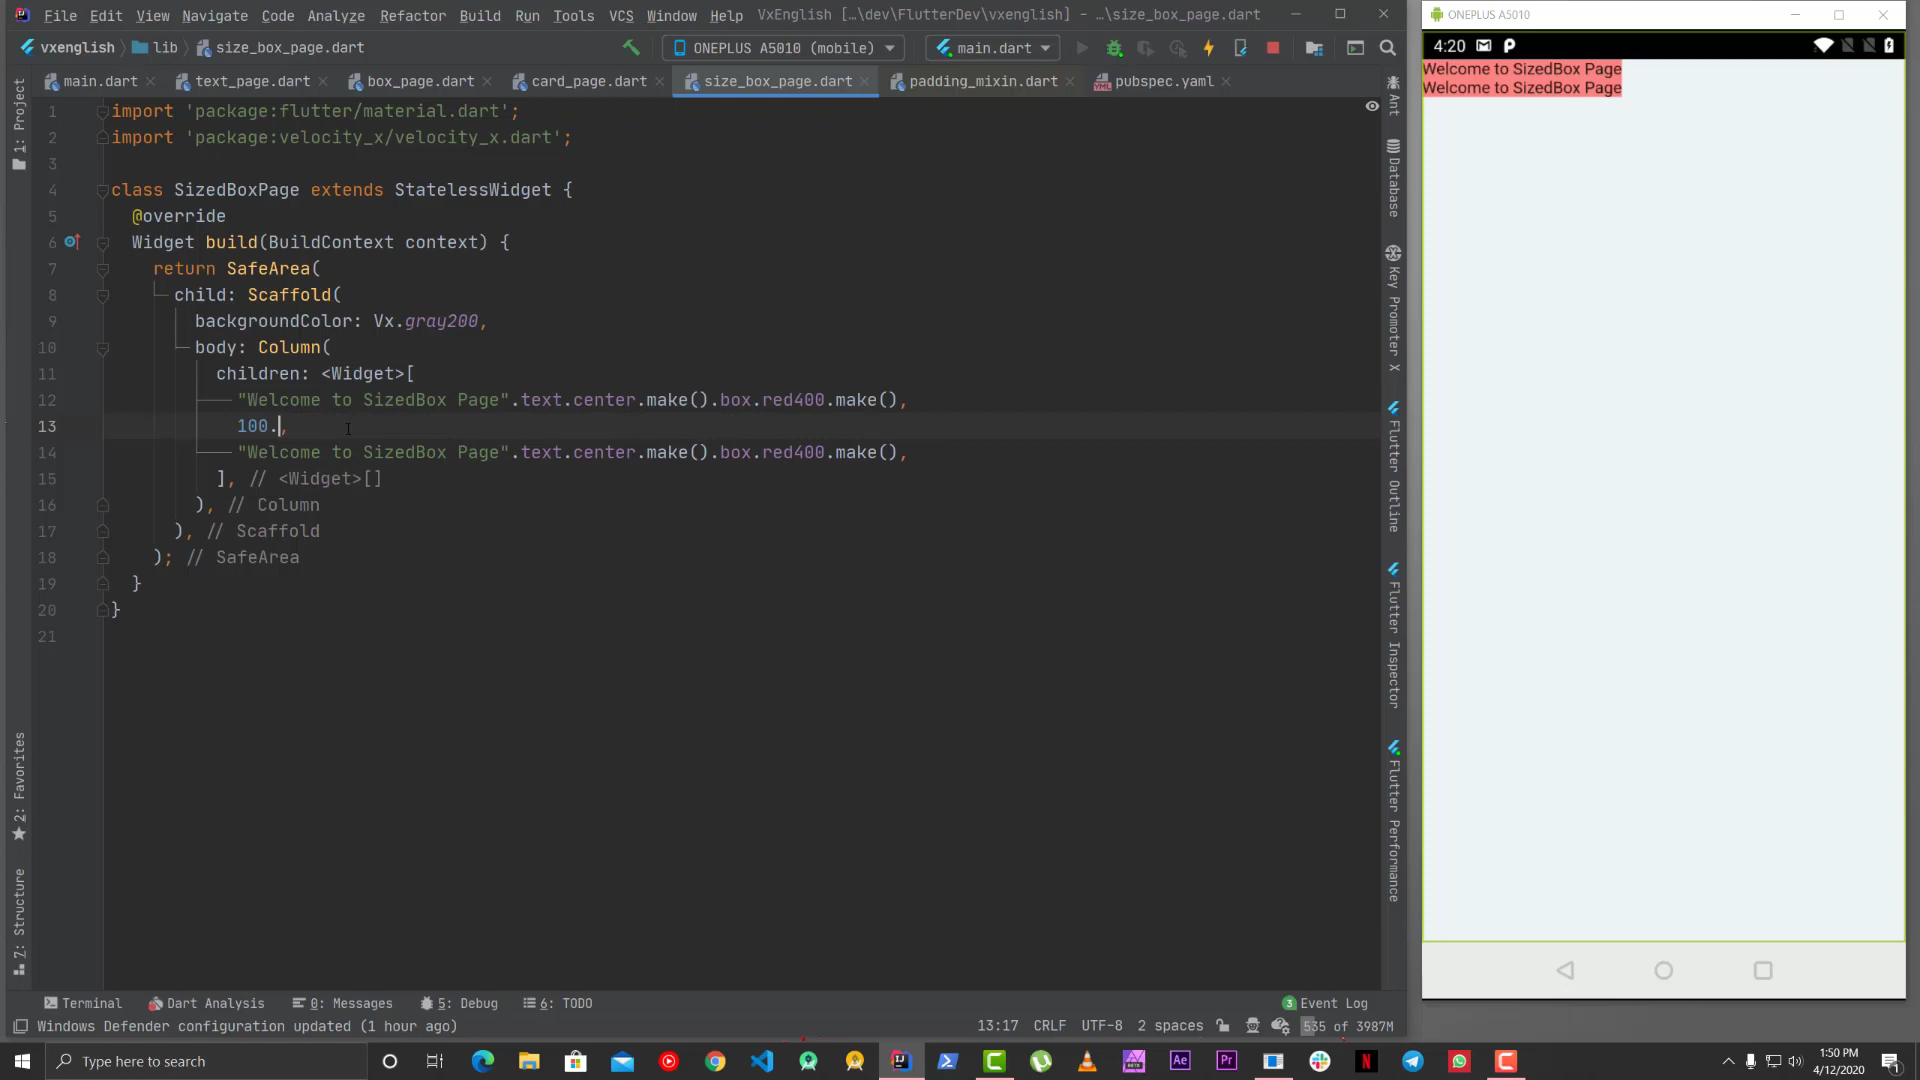 File Edit View Navigate Code Analyze Refactor Build Run Tools VCS Window Help VxEnglish [...\dev\FlutterDev\vxenglish] - ...\size_box_page.dart
vxenglish lib size_box_page.dart ONEPLUS A5010 (mobile) main.dart
main.dart text_page.dart box_page.dart card_page.dart size_box_page.dart padding_mixin.dart pubspec.yaml
1 import 'package:flutter/material.dart';
2 import 'package:velocity_x/velocity_x.dart';
3
4 class SizedBoxPage extends StatelessWidget {
5 @override
6 Widget build(BuildContext context) {
7 return SafeArea(
8 child: Scaffold(
9 backgroundColor: Vx.gray200,
10 body: Column(
11 children: <Widget>[
12 "Welcome to SizedBox Page".text.center.make().box.red400.make(),
13 100.,
14 "Welcome to SizedBox Page".text.center.make().box.red400.make(),
15 ], // <Widget>[]
16 ), // Column
17 ), // Scaffold
18 ); // SafeArea
19 }
20 }
21
1: Project
2: Favorites
7: Structure
Ant
Database
Key Promoter X
Flutter Outline
Flutter Inspector
Flutter Performance
Terminal Dart Analysis 0: Messages 5: Debug 6: TODO 3 Event Log
Windows Defender configuration updated (1 hour ago) 13:17 CRLF UTF-8 2 spaces 535 of 3987M
ONEPLUS A5010
4:20
Welcome to SizedBox Page
Welcome to SizedBox Page
Type here to search
Ae
Pr
N
1:50 PM
4/12/2020
1